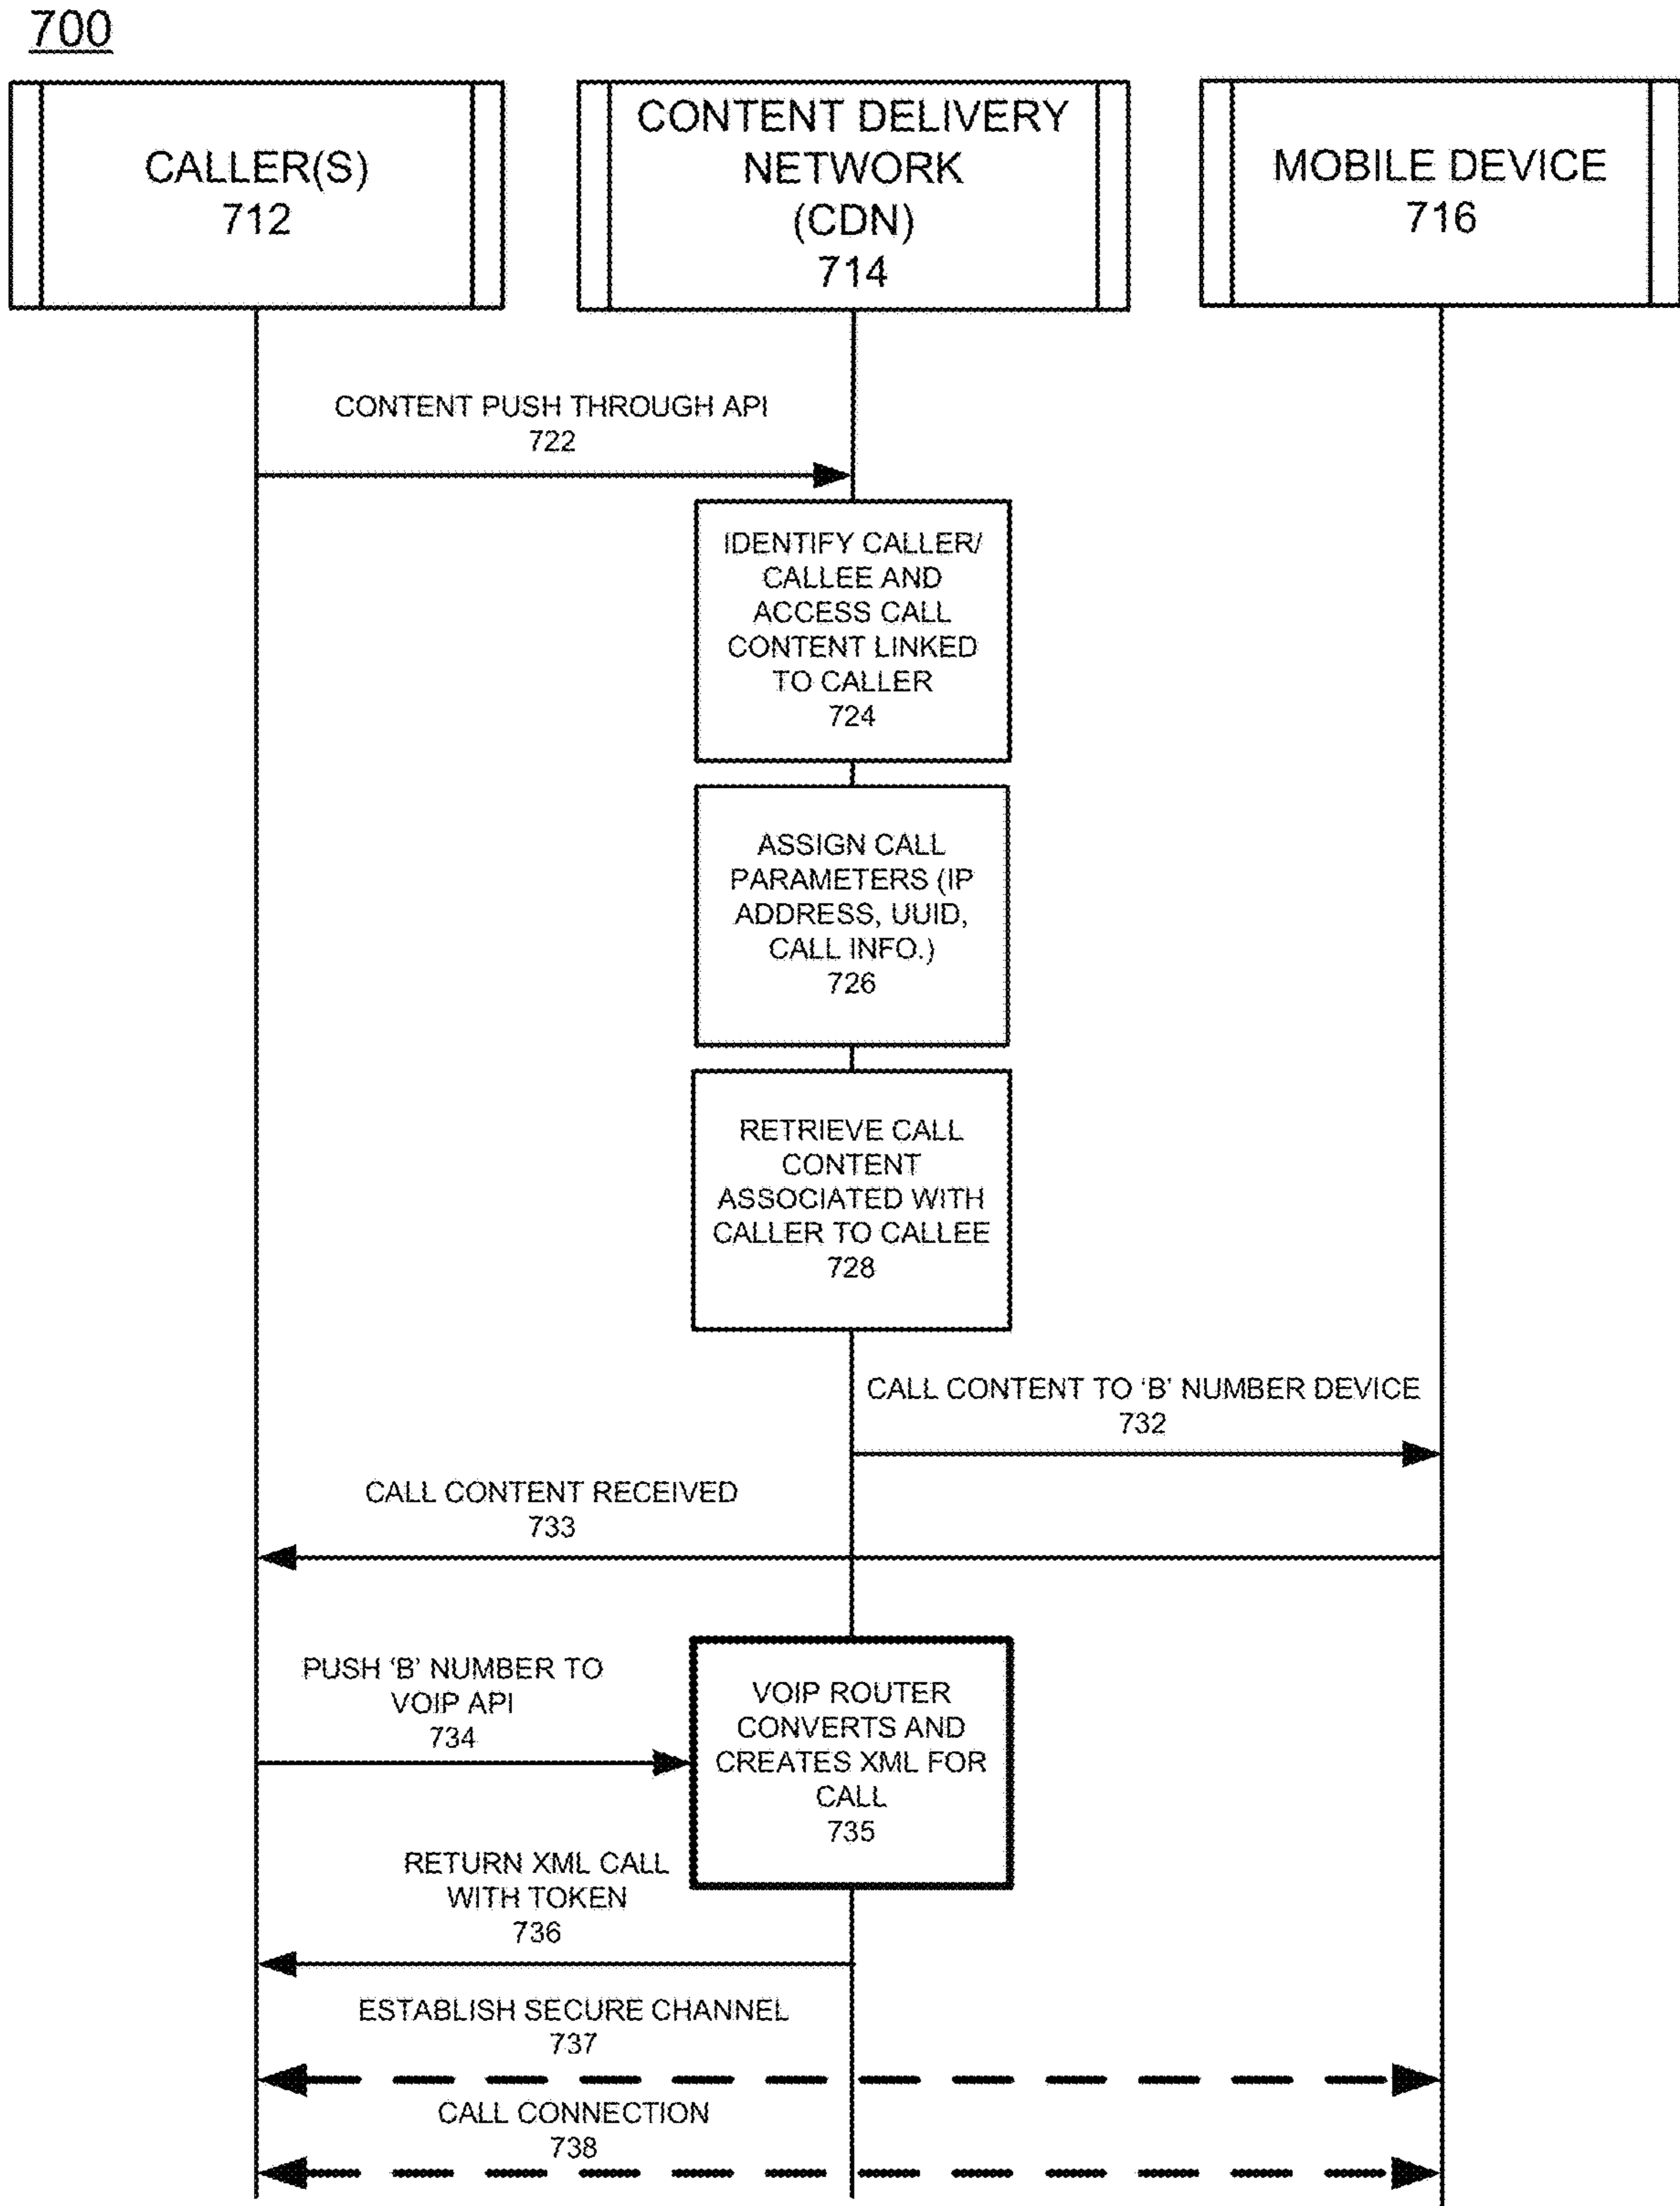 700
CALLER(S)
712
CONTENT DELIVERY
NETWORK
(CDN)
714
MOBILE DEVICE
716
CONTENT PUSH THROUGH API
722
IDENTIFY CALLER/
CALLEE AND
ACCESS CALL
CONTENT LINKED
TO CALLER
724
ASSIGN CALL
PARAMETERS (IP
ADDRESS, UUID,
CALL INFO.)
726
RETRIEVE CALL
CONTENT
ASSOCIATED WITH
CALLER TO CALLEE
728
CALL CONTENT TO ‘B’ NUMBER DEVICE
732
CALL CONTENT RECEIVED
733
PUSH ‘B’ NUMBER TO
VOIP API
734
VOIP ROUTER
CONVERTS AND
CREATES XML FOR
CALL
735
RETURN XML CALL
WITH TOKEN
736
ESTABLISH SECURE CHANNEL
737
CALL CONNECTION
738